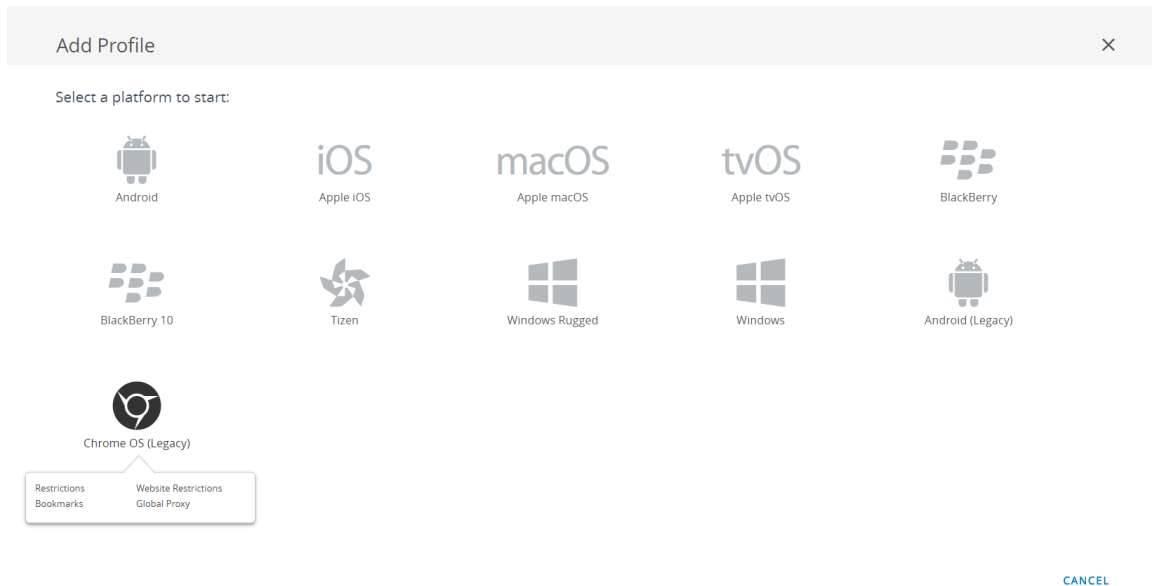 Add Profile
Select a platform to start:
iOS
macOS
tvOS
Android
Apple iOS
Apple macOS
Apple tvOS
BlackBerry
BlackBerry 10
Tizen
Windows Rugged
Windows
Android (Legacy)
Chrome OS (Legacy)
Restrictions
Website Restrictions
Bookmarks
Global Proxy
CANCEL